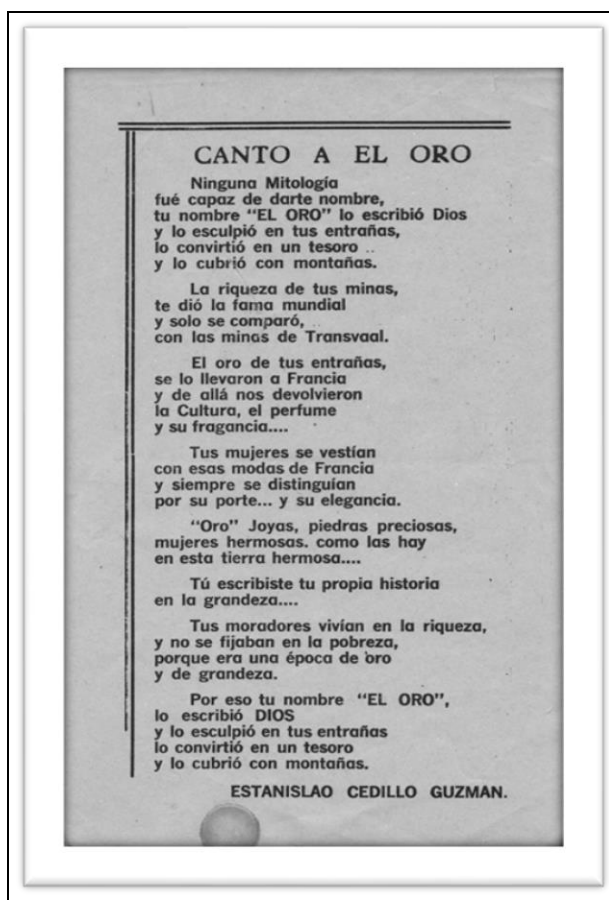 CANTO A EL ORO
Ninguna Mitología
fué capaz de darte nombre,
tu nombre "EL ORO" lo escribió Dios
y lo esculpió en tus entrañas,
lo convirtió en un tesoro
y lo cubrió con montañas.
La riqueza de tus minas,
te dió la fama mundial
y solo se comparó,
con las minas de Transvaal.
El oro de tus entrañas,
se lo llevaron a Francia
y de allá nos devolvieron
la Cultura, el perfume
y su fragancia....
Tus mujeres se vestían
con esas modas de Francia
y siempre se distinguían
por su porte... y su elegancia.
"Oro" Joyas, piedras preciosas,
mujeres hermosas. como las hay
en esta tierra hermosa....
Tú escribiste tu propia historia
en la grandeza....
Tus moradores vivían en la riqueza,
y no se fijaban en la pobreza,
porque era una época de oro
y de grandeza.
Por eso tu nombre "EL ORO",
lo escribió DIOS
y lo esculpió en tus entrañas
lo convirtió en un tesoro
y lo cubrió con montañas.
ESTANISLAO CEDILLO GUZMAN.